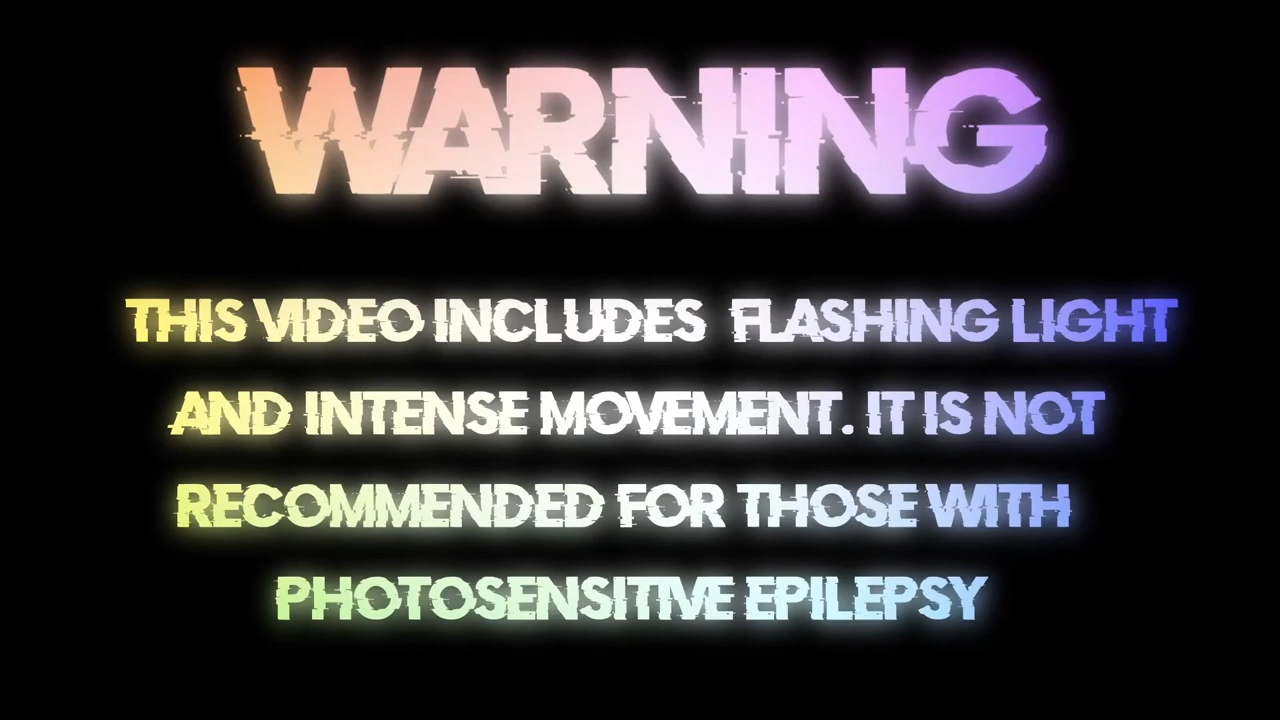 WARNING
THIS VIDEO INCLUDES FLASHING LIGHT
AND INTENSE MOVEMENT. IT IS NOT
RECOMMENDED FOR THOSE WITH
PHOTOSENSITIVE EPILEPSY